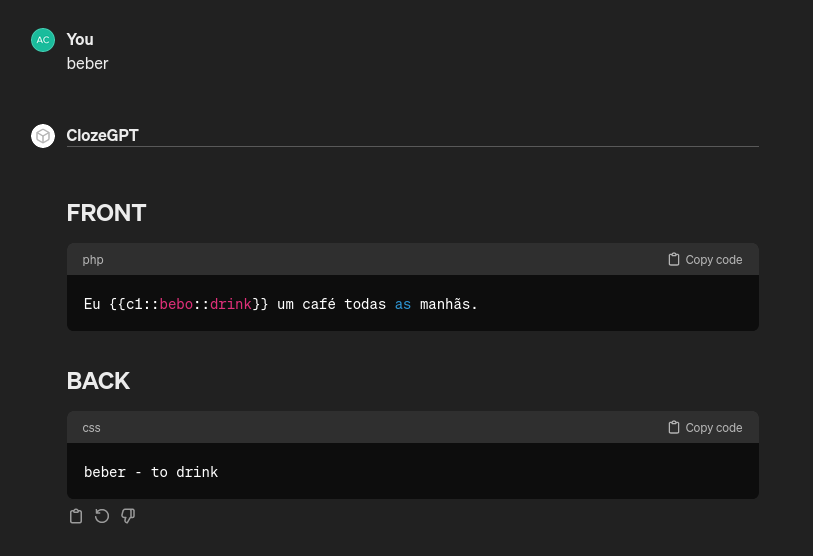 AC
You
beber
ClozeGPT
FRONT
php Copy code
Eu {{c1::bebo::drink}} um café todas as manhãs.
BACK
css Copy code
beber - to drink